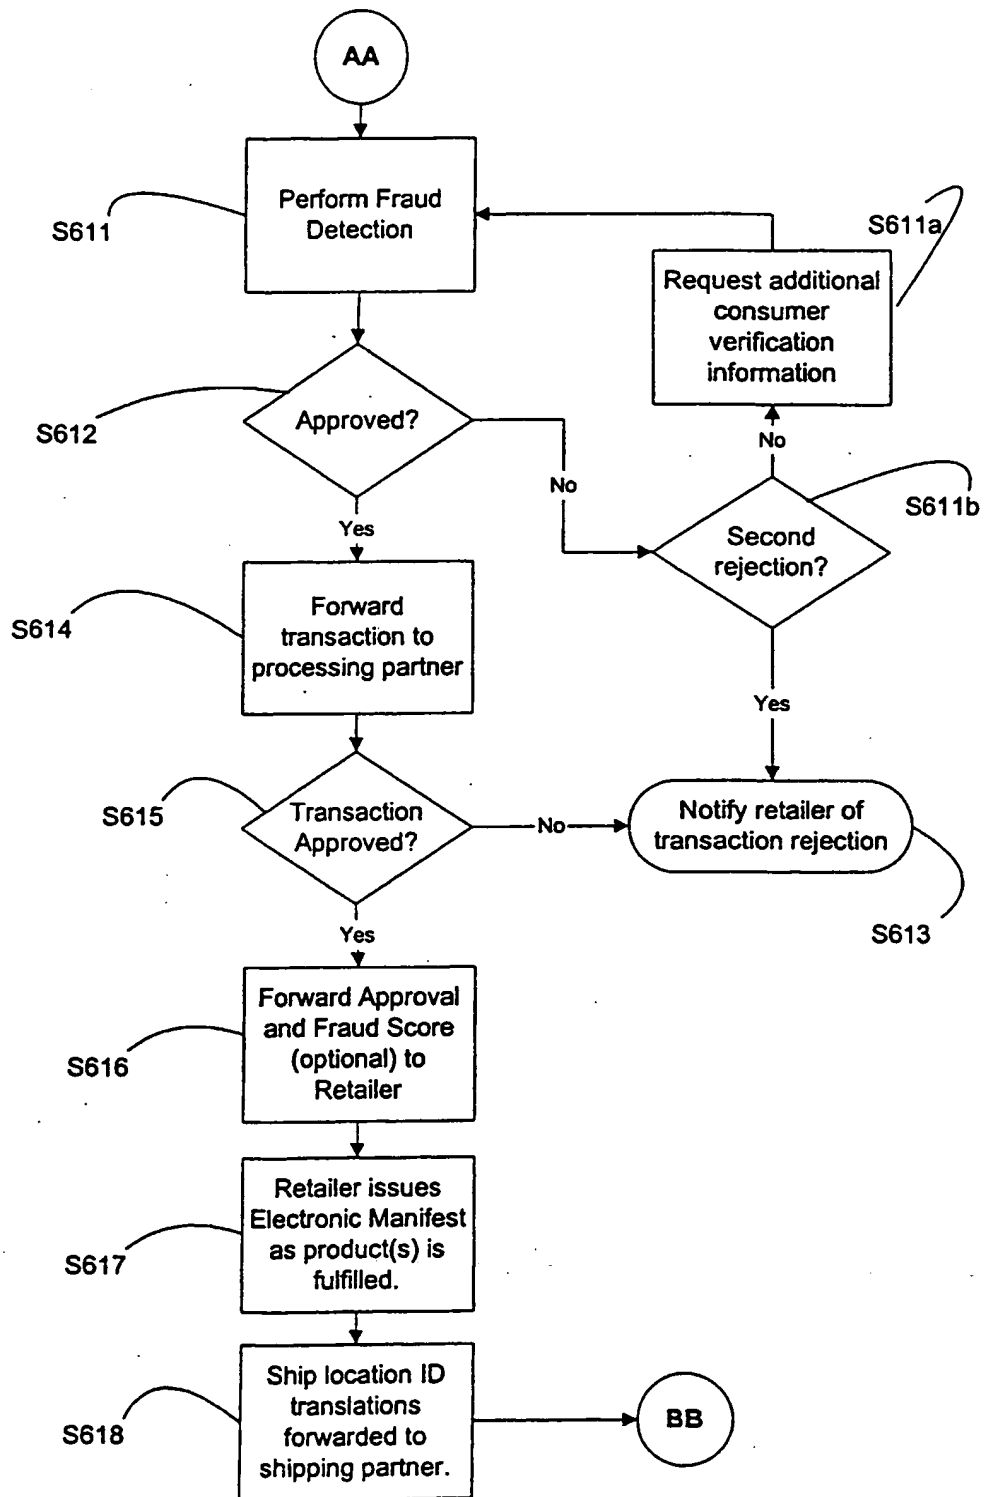 AA
Perform Fraud
Detection
S611
S611a
Request additional
consumer
verification
information
Approved?
S612
No
No
S611b
Second
rejection?
Yes
Forward
transaction to
processing partner
S614
Yes
Transaction
Approved?
S615
No
Notify retailer of
transaction rejection
S613
Yes
Forward Approval
and Fraud Score
(optional) to
Retailer
S616
Retailer issues
Electronic Manifest
as product(s) is
fulfilled.
S617
Ship location ID
translations
forwarded to
shipping partner.
S618
BB